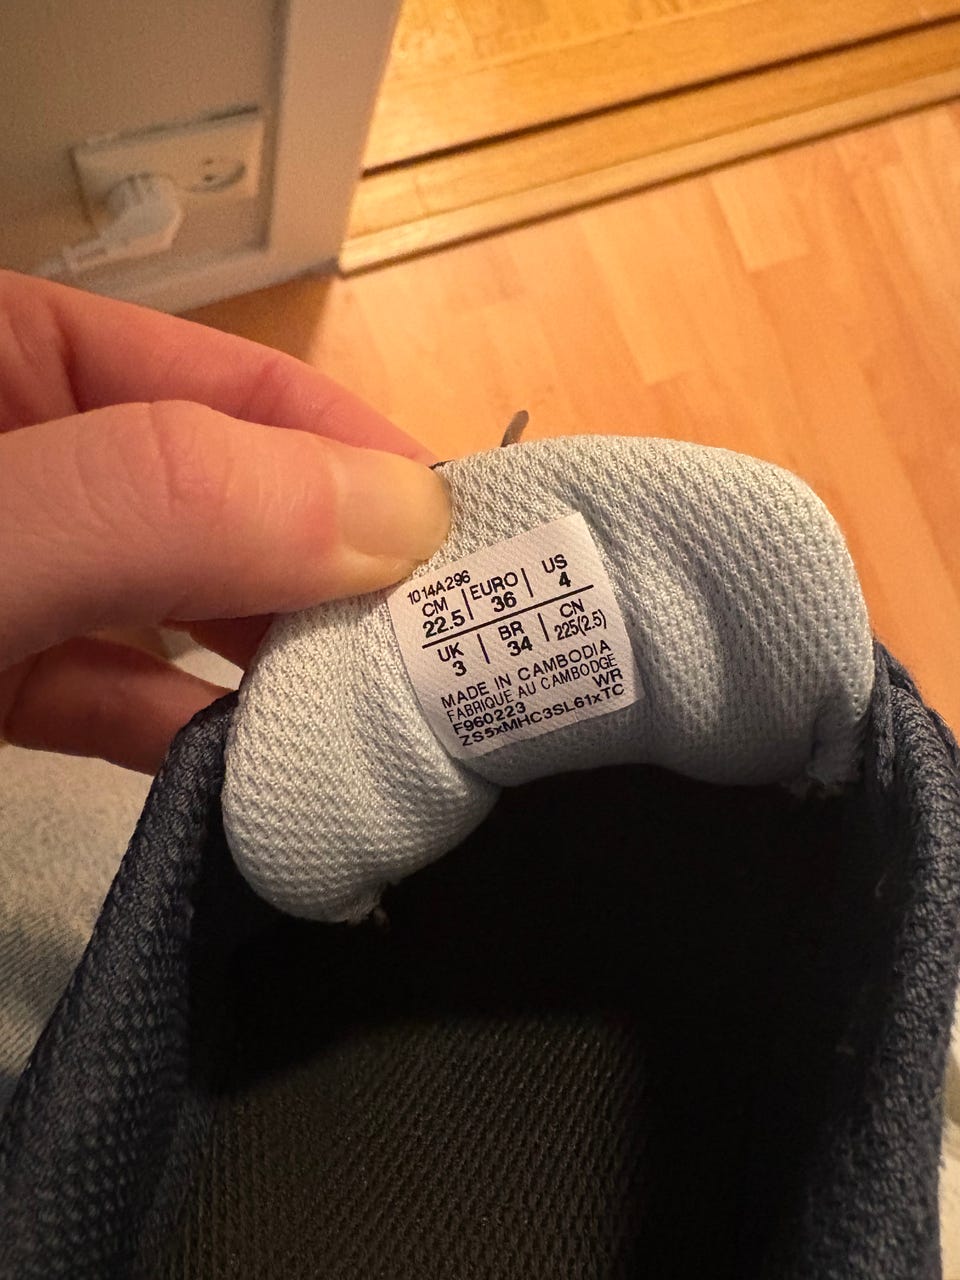 1014A296
CM EURO US
22.5 36 4
UK BR CN
3 34 225(2.5)
MADE IN CAMBODIA
FABRIQUE AU CAMBODGE
F960223 WR
ZS5xMHC3SL61xTC